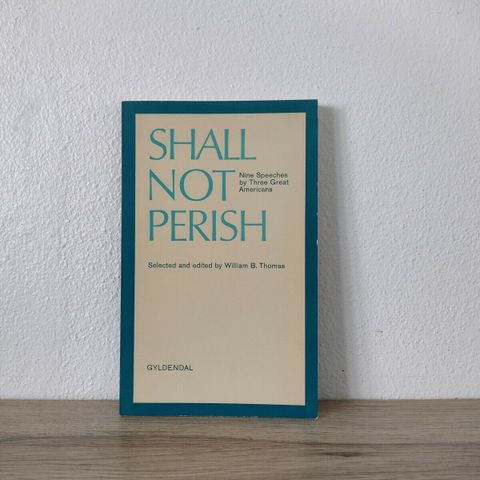 SHALL
NOT
PERISH
Nine Speeches
by Three Great
Americans
Selected and edited by William B. Thomas
GYLDENDAL